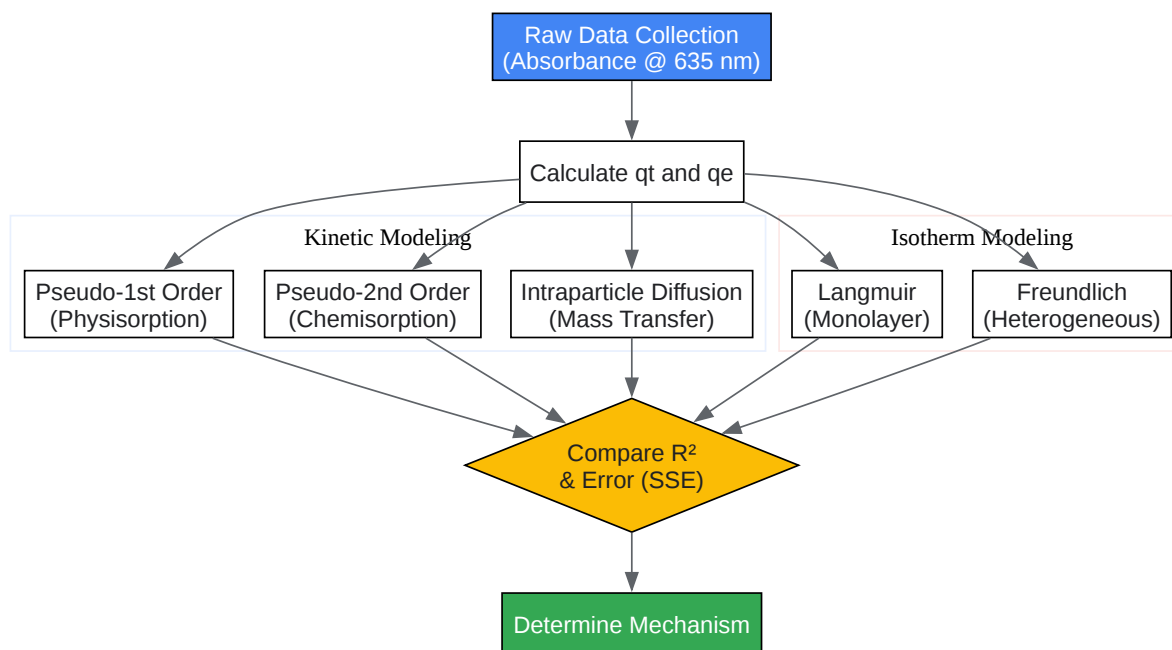 Raw Data Collection
(Absorbance @ 635 nm)
Calculate qt and qe
Kinetic Modeling
Isotherm Modeling
Pseudo-1st Order
(Physisorption)
Pseudo-2nd Order
(Chemisorption)
Intraparticle Diffusion
(Mass Transfer)
Langmuir
(Monolayer)
Freundlich
(Heterogeneous)
Compare R²
& Error (SSE)
Determine Mechanism